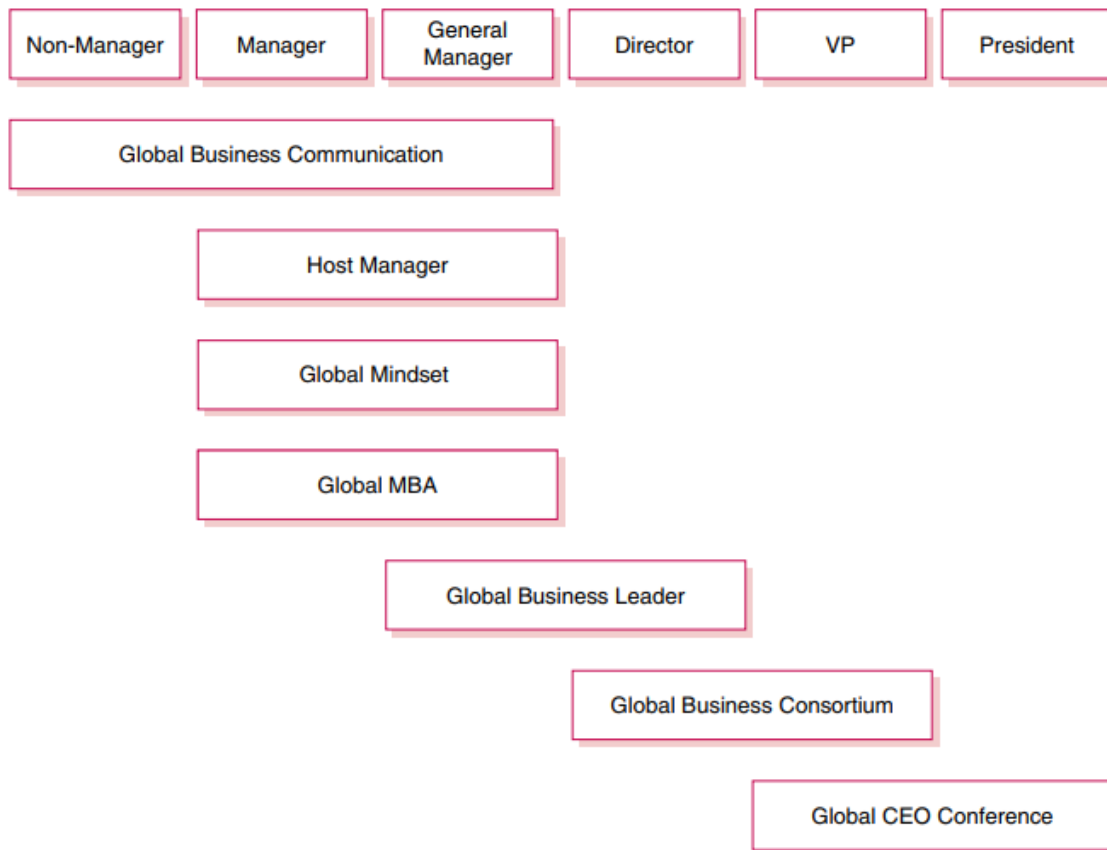 Non-Manager
Manager
General
Manager
Director
VP
President
Global Business Communication
Host Manager
Global Mindset
Global MBA
Global Business Leader
Global Business Consortium
Global CEO Conference